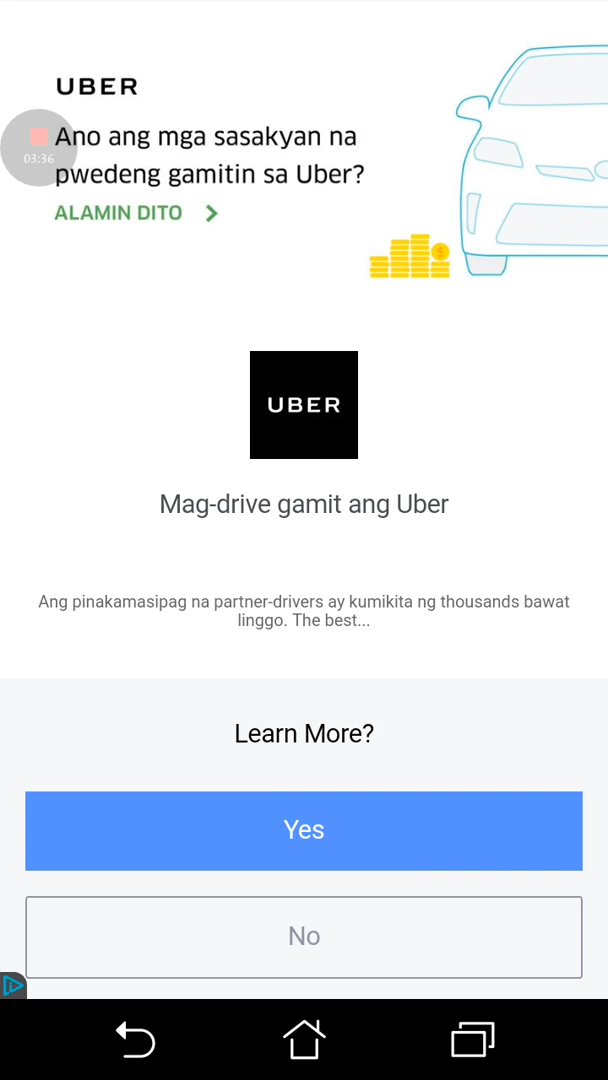 UBER
Ano ang mga sasakyan na
03:36
pwedeng gamitin sa Uber?
ALAMIN DITO
UBER
Mag-drive gamit ang Uber
Ang pinakamasipag na partner-drivers ay kumikita ng thousands bawat
linggo. The best...
Learn More?
Yes
No